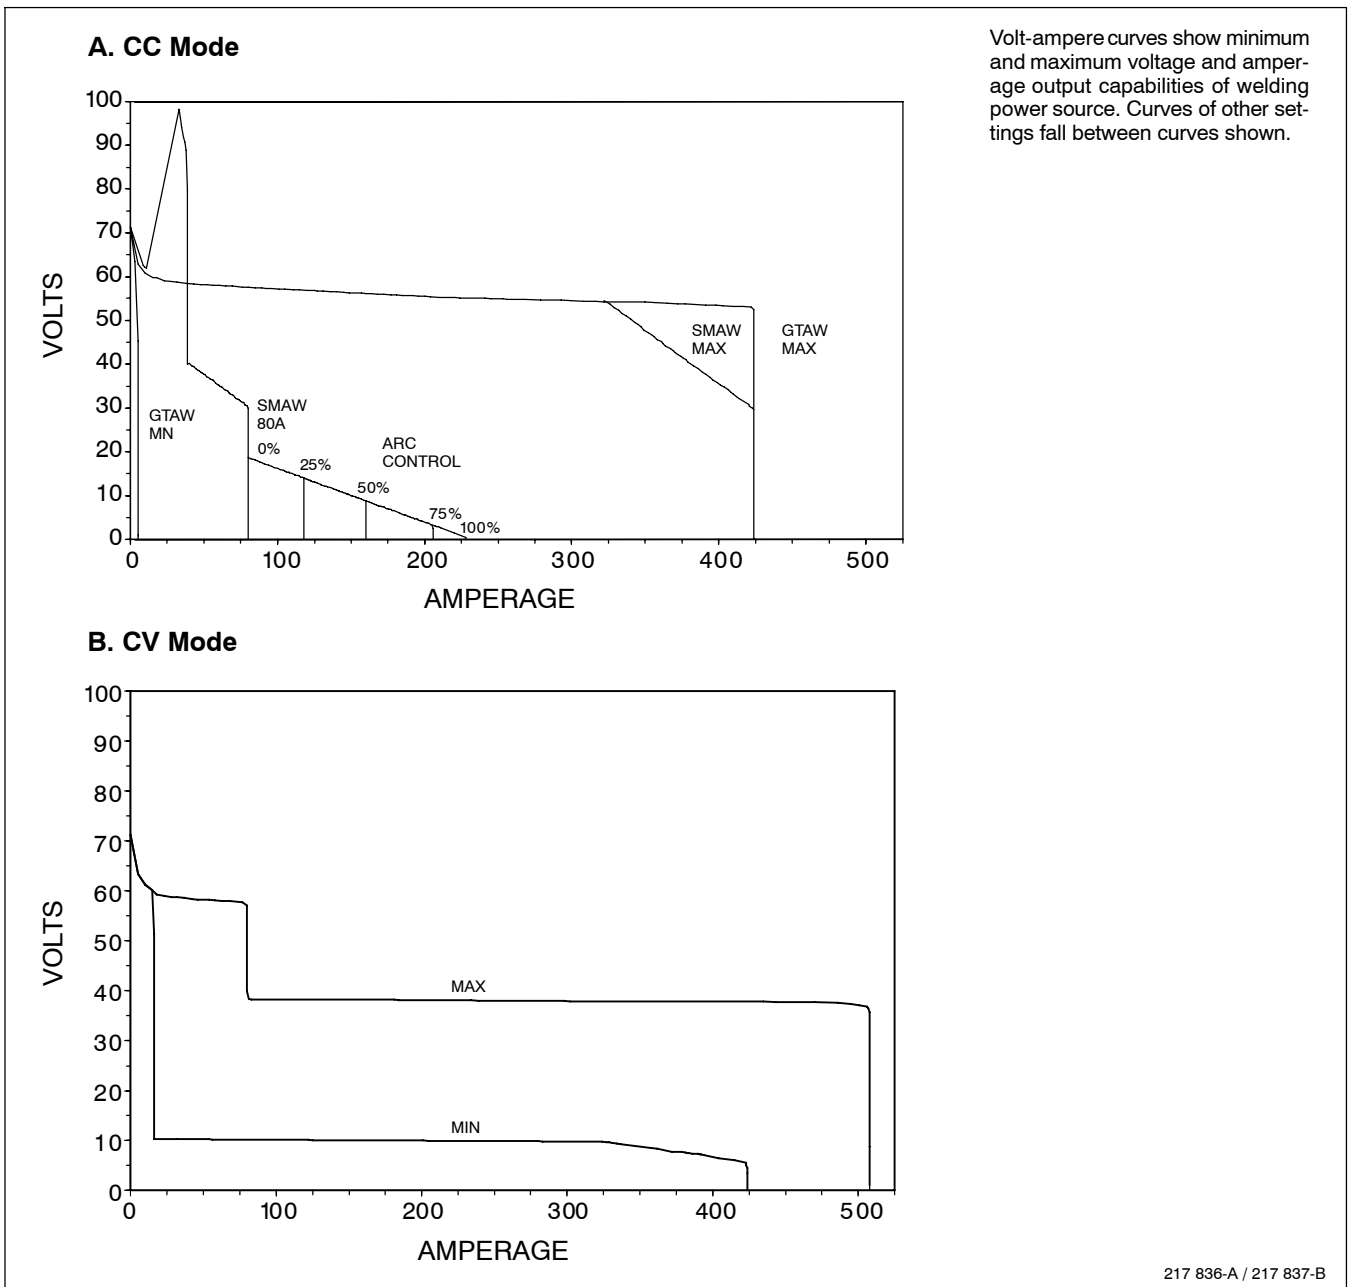 A. CC Mode
Volt-ampere curves show minimum
and maximum voltage and amper-
age output capabilities of welding
power source. Curves of other set-
tings fall between curves shown.
100
90
80
70
60
50
40
30
20
10
0
VOLTS
GTAW
MN
SMAW
80A
0%
25%
50%
75%
100%
ARC
CONTROL
SMAW
MAX
GTAW
MAX
0 100 200 300 400 500
AMPERAGE
B. CV Mode
100
90
80
70
60
50
40
30
20
10
0
VOLTS
MAX
MIN
0 100 200 300 400 500
AMPERAGE
217 836-A / 217 837-B